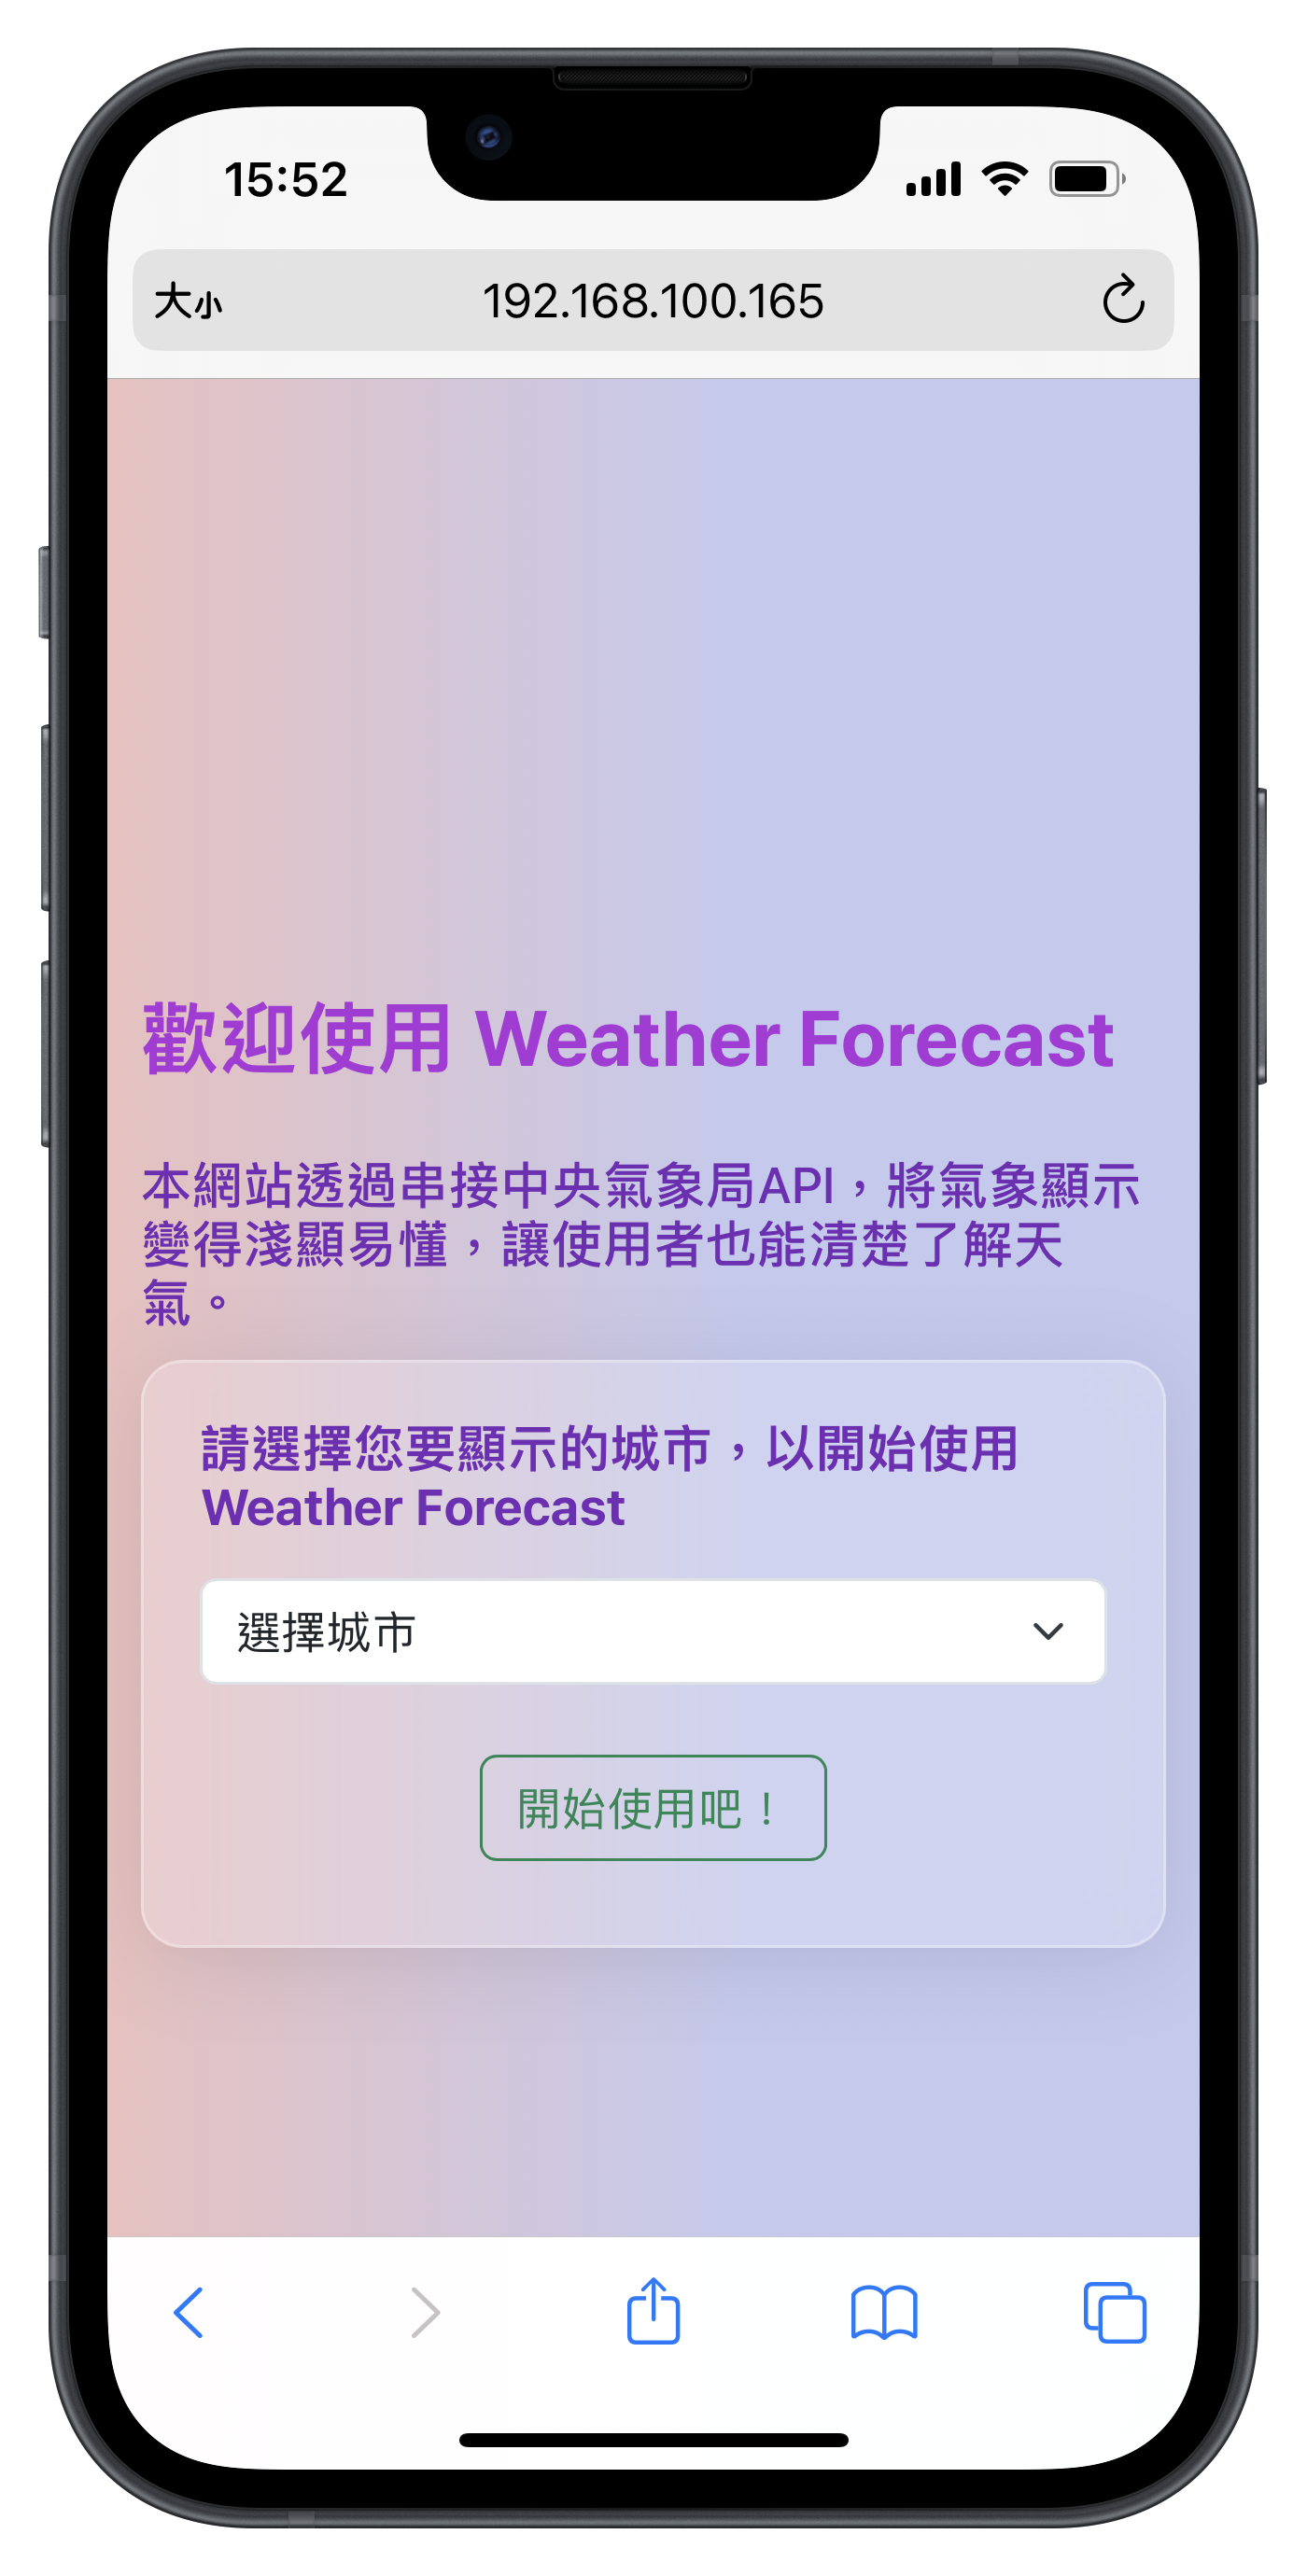 15:52
大小 192.168.100.165
歡迎使用 Weather Forecast
本網站透過串接中央氣象局API，將氣象顯示
變得淺顯易懂，讓使用者也能清楚了解天
氣。
請選擇您要顯示的城市，以開始使用
Weather Forecast
選擇城市
開始使用吧！